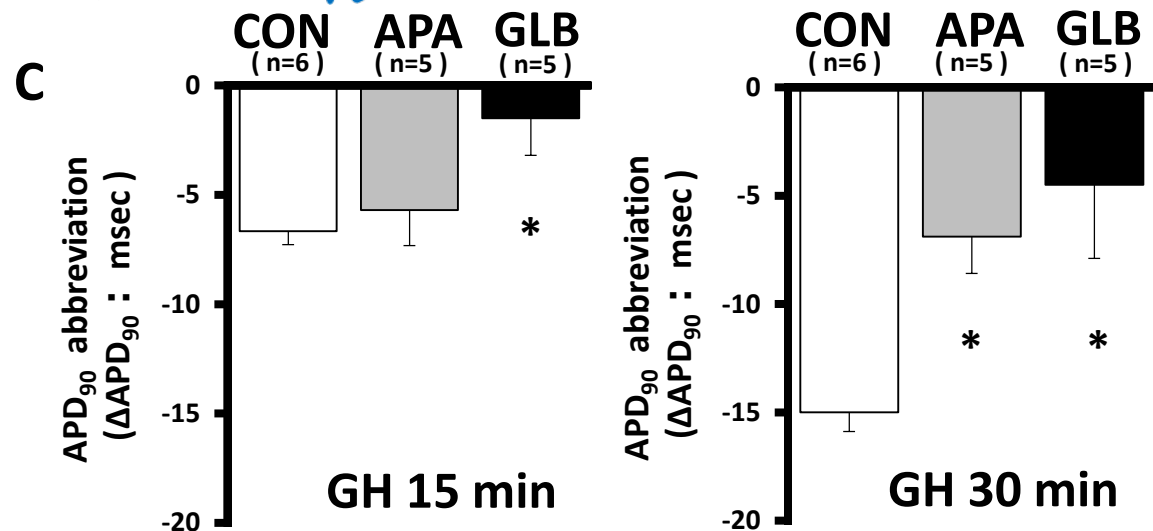 C
CON APA GLB
( n=6 ) ( n=5 ) ( n=5 )
0
-5
-10
-15
-20
APD90 abbreviation
(ΔAPD90 : msec )
*
GH 15 min
CON APA GLB
( n=6 ) ( n=5 ) ( n=5 )
0
-5
-10
-15
-20
APD90 abbreviation
(ΔAPD90 : msec )
* *
GH 30 min